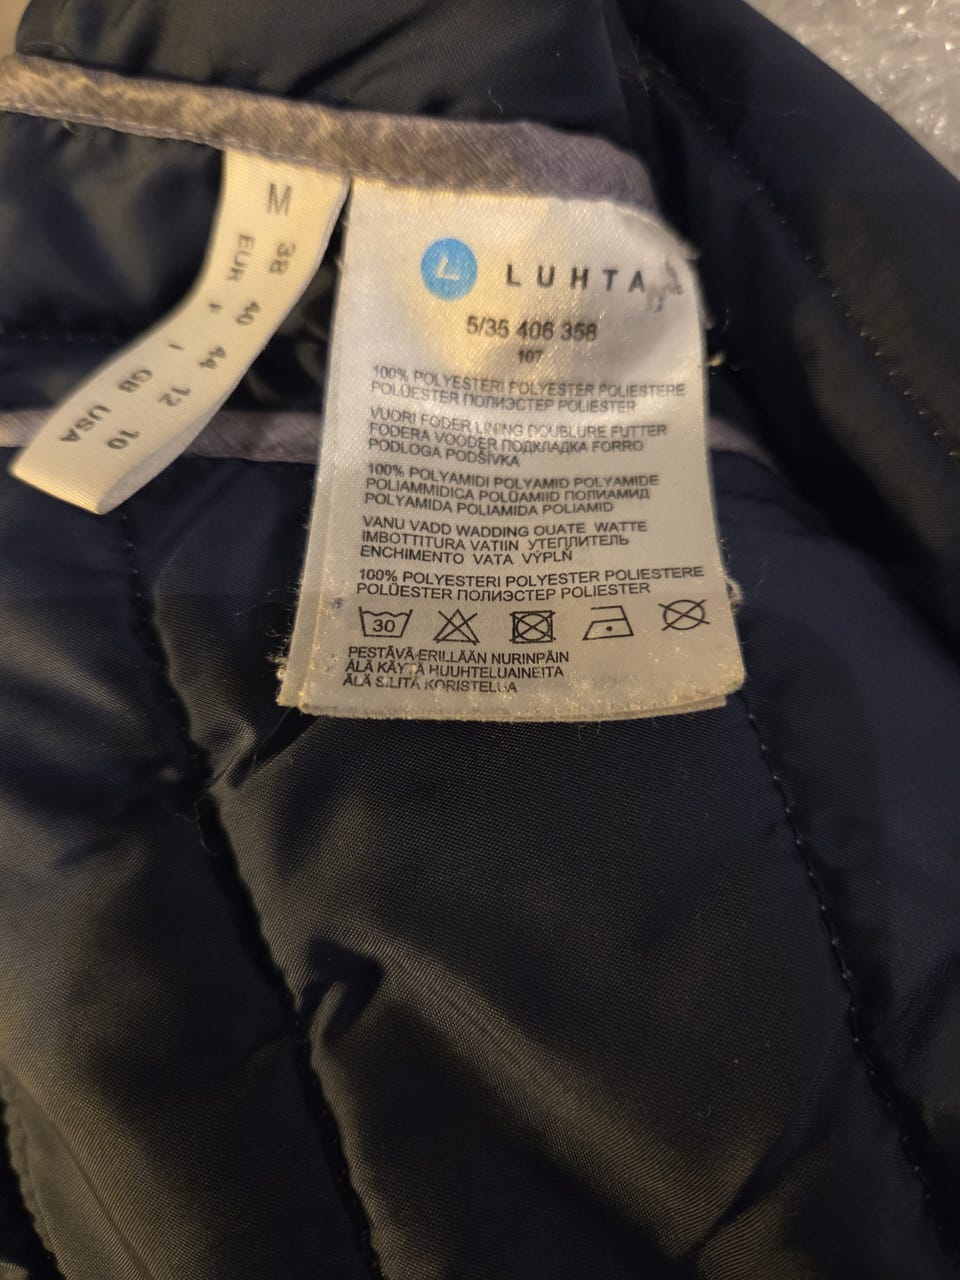 M
38 EUR
40 F
44 I
12 GB
10 USA
L LUHTA
5/35 406 358
107
100% POLYESTERI POLYESTER POLIESTERE
POLÜESTER ПОЛИЭСТЕР POLIESTER
VUORI FODER LINING DOUBLURE FUTTER
FODERA VOODER ПОДКЛАДКА FORRO
PODLOGA PODŠÍVKA
100% POLYAMIDI POLYAMID POLYAMIDE
POLIAMMIDICA POLÜAMIID ПОЛИАМИД
POLYAMIDA POLIAMIDA POLIAMID
VANU VADD WADDING OUATE WATTE
IMBOTTITURA VATIIN УТЕПЛИТЕЛЬ
ENCHIMENTO VATA VÝPLŇ
100% POLYESTERI POLYESTER POLIESTERE
POLÜESTER ПОЛИЭСТЕР POLIESTER
30
PESTÄVÄ ERILLÄÄN NURINPÄIN
ÄLÄ KÄYTÄ HUUHTELUAINEITA
ÄLÄ SILITÄ KORISTELUA